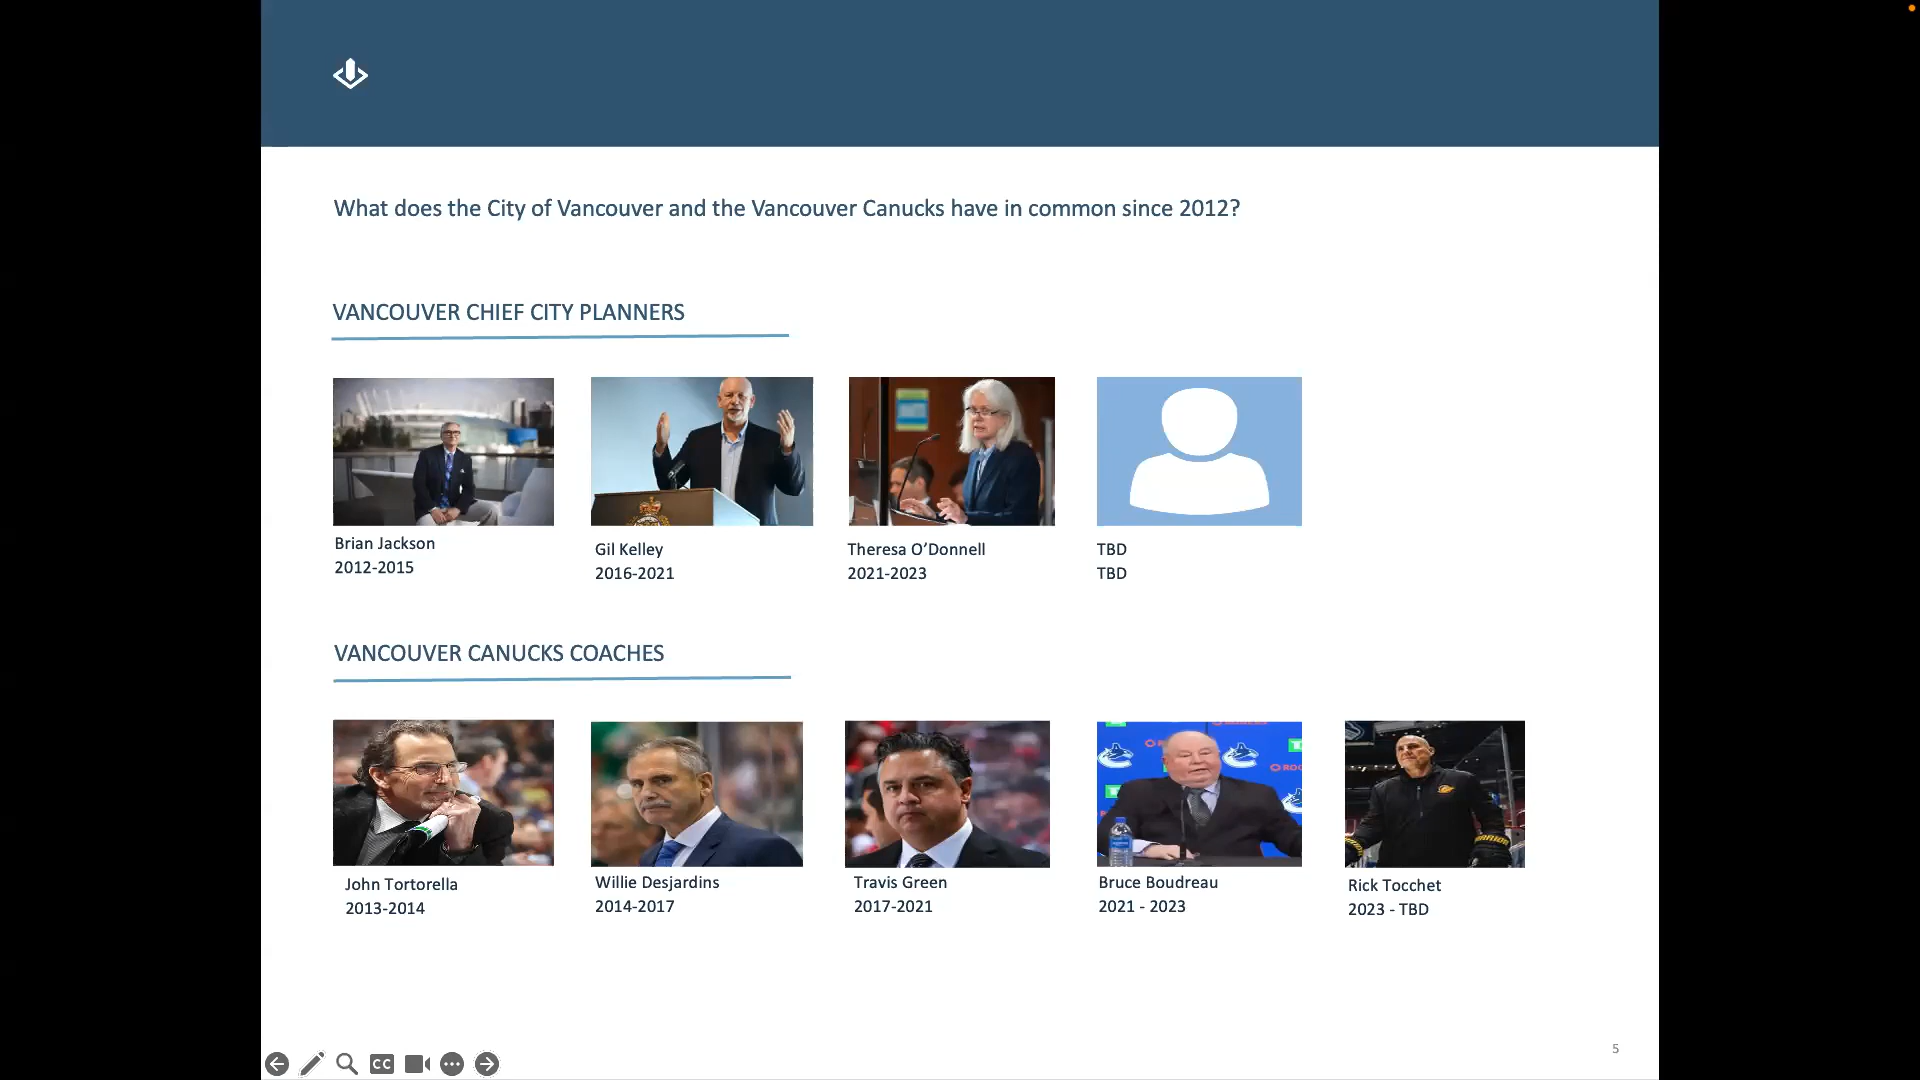 What does the City of Vancouver and the Vancouver Canucks have in common since 2012?
VANCOUVER CHIEF CITY PLANNERS
Brian Jackson
2012-2015
Gil Kelley
2016-2021
Theresa O’Donnell
2021-2023
TBD
TBD
VANCOUVER CANUCKS COACHES
John Tortorella
2013-2014
Willie Desjardins
2014-2017
Travis Green
2017-2021
Bruce Boudreau
2021 - 2023
Rick Tocchet
2023 - TBD
5
CC